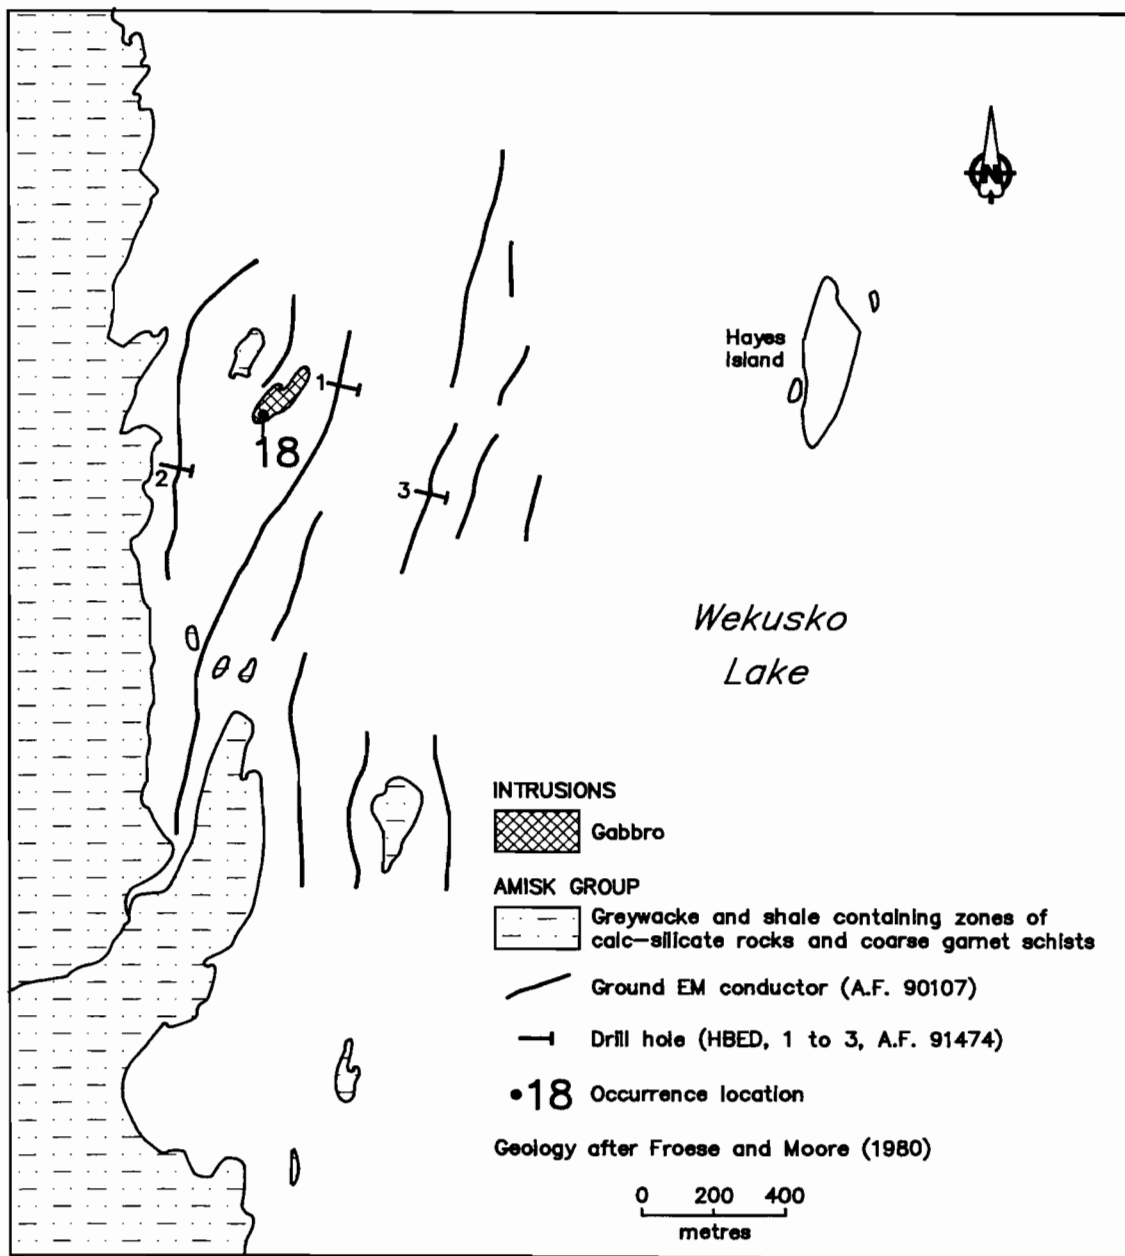 N
Hayes
Island
1
18
2
3
Wekusko
Lake
INTRUSIONS
Gabbro
AMISK GROUP
Greywacke and shale containing zones of
calc-silicate rocks and coarse garnet schists
Ground EM conductor (A.F. 90107)
Drill hole (HBED, 1 to 3, A.F. 91474)
•18 Occurrence location
Geology after Froese and Moore (1980)
0 200 400
metres